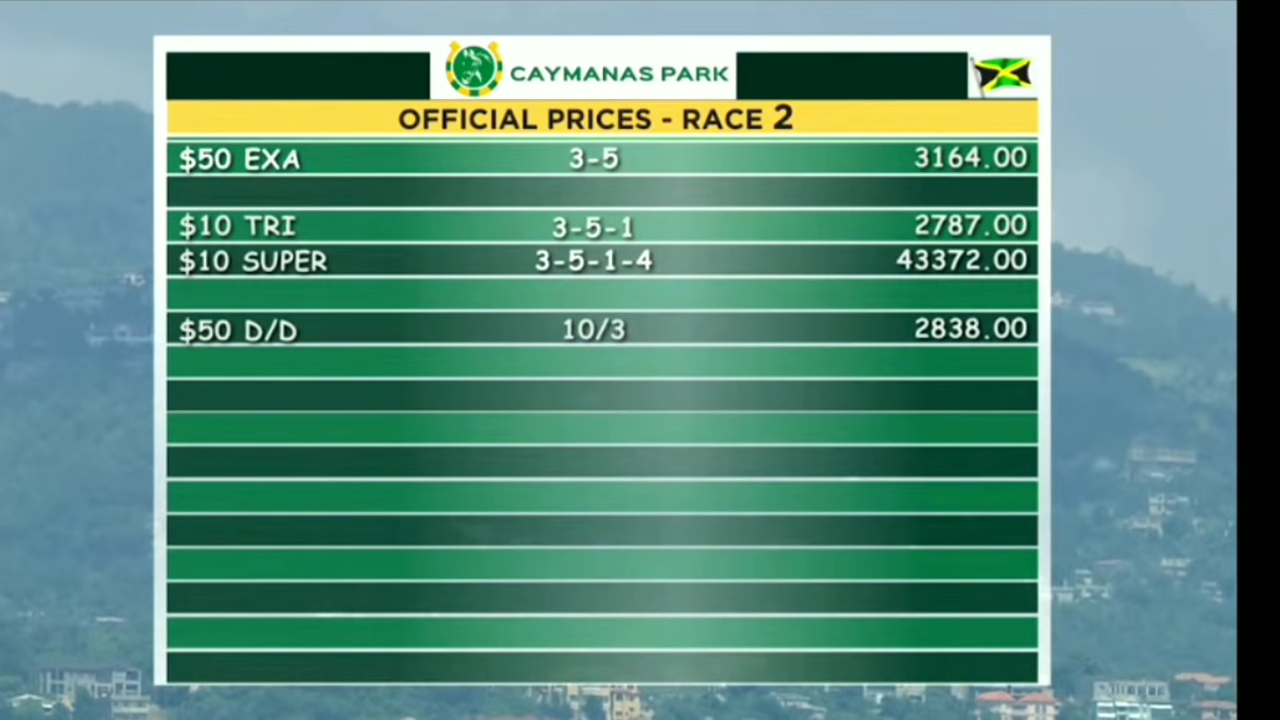 CAYMANAS PARK
OFFICIAL PRICES - RACE 2
$50 EXA 3-5 3164.00
$10 TRI 3-5-1 2787.00
$10 SUPER 3-5-1-4 43372.00
$50 D/D 10/3 2838.00